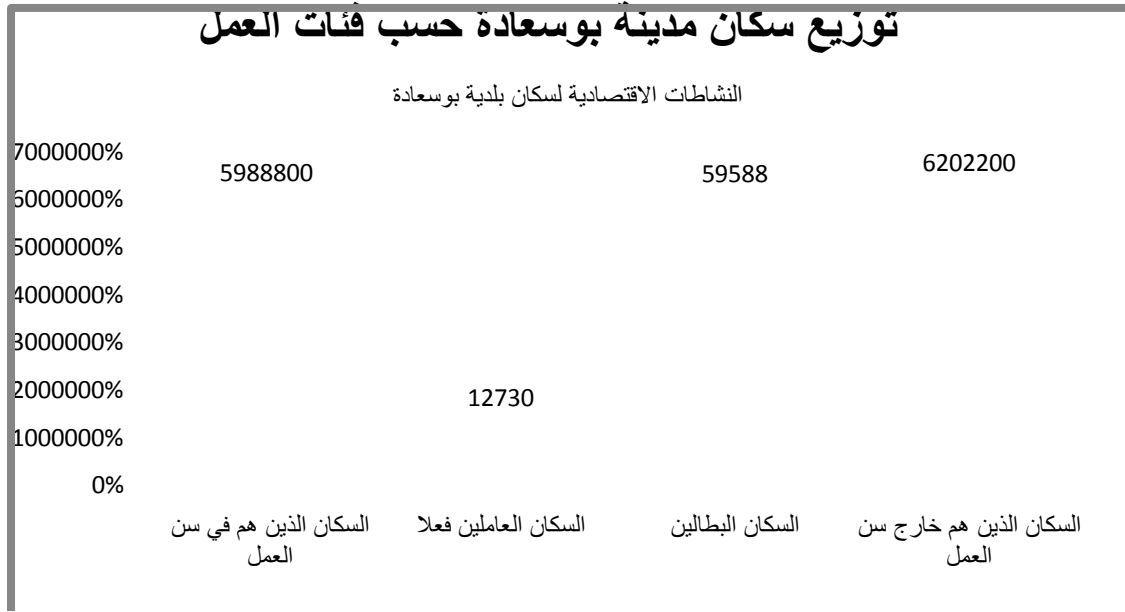 توزيع سكان مدينة بوسعادة حسب فئات العمل
النشاطات الاقتصادية لسكان بلدية بوسعادة
7000000%
6000000%
5000000%
4000000%
3000000%
2000000%
1000000%
0%
5988800
12730
59588
6202200
السكان الذين هم في سن
العمل
السكان العاملين فعلا
السكان البطالين
السكان الذين هم خارج سن
العمل